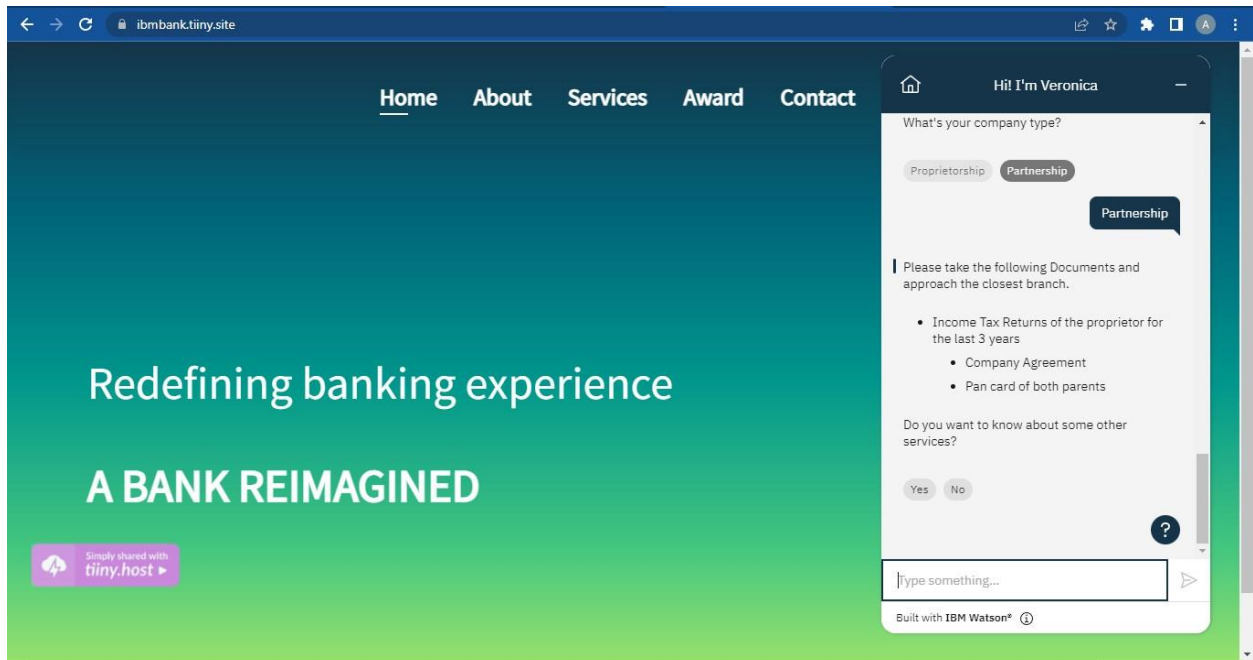 ibmbank.tiiny.site
A
Home About Services Award Contact
Redefining banking experience
A BANK REIMAGINED
Simply shared with
tiiny.host ▸
Hi! I'm Veronica
What's your company type?
Proprietorship Partnership
Partnership
Please take the following Documents and
approach the closest branch.
• Income Tax Returns of the proprietor for
the last 3 years
• Company Agreement
• Pan card of both parents
Do you want to know about some other
services?
Yes No
?
Type something...
Built with IBM Watson®